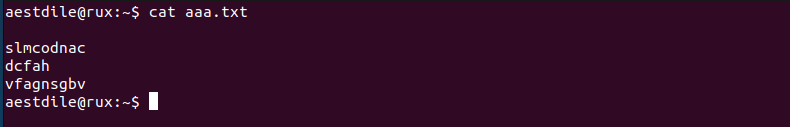 aestdile@rux:~$ cat aaa.txt
slmcodnac
dcfah
vfagnsgbv
aestdile@rux:~$